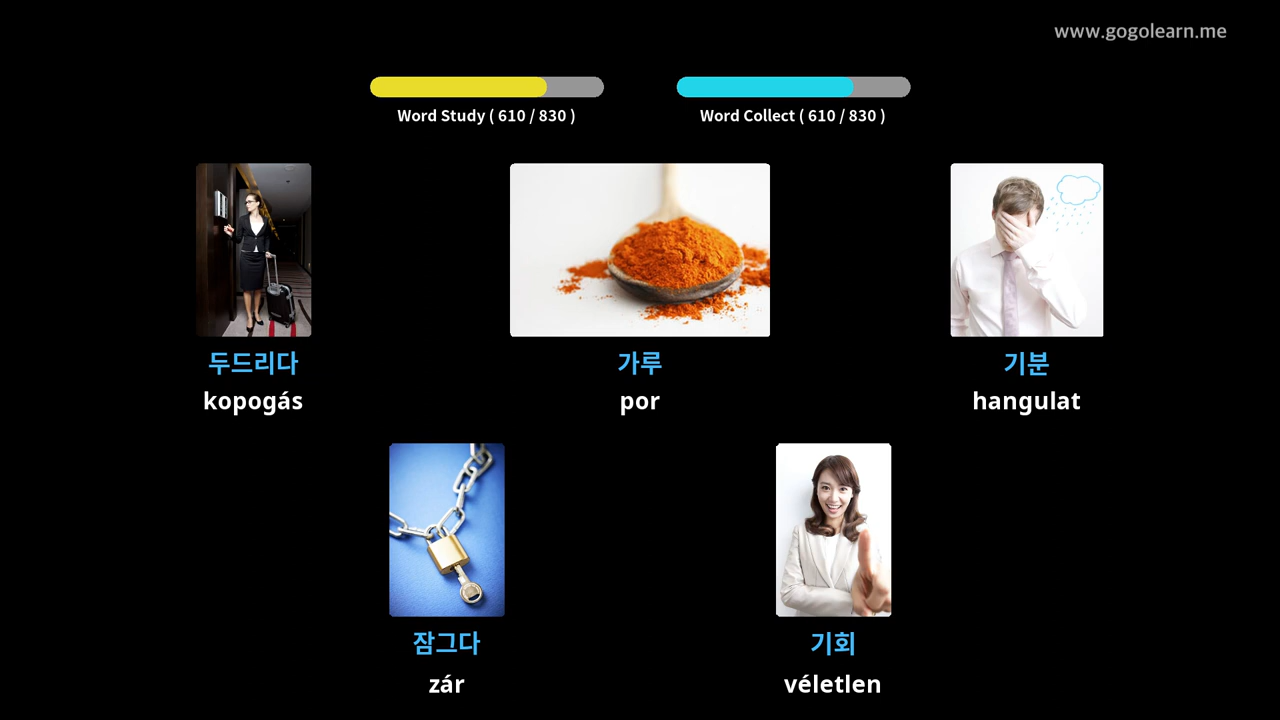 www.gogolearn.me
Word Study ( 610 / 830 )
Word Collect ( 610 / 830 )
두드리다
kopogás
가루
por
기분
hangulat
잠그다
zár
기회
véletlen